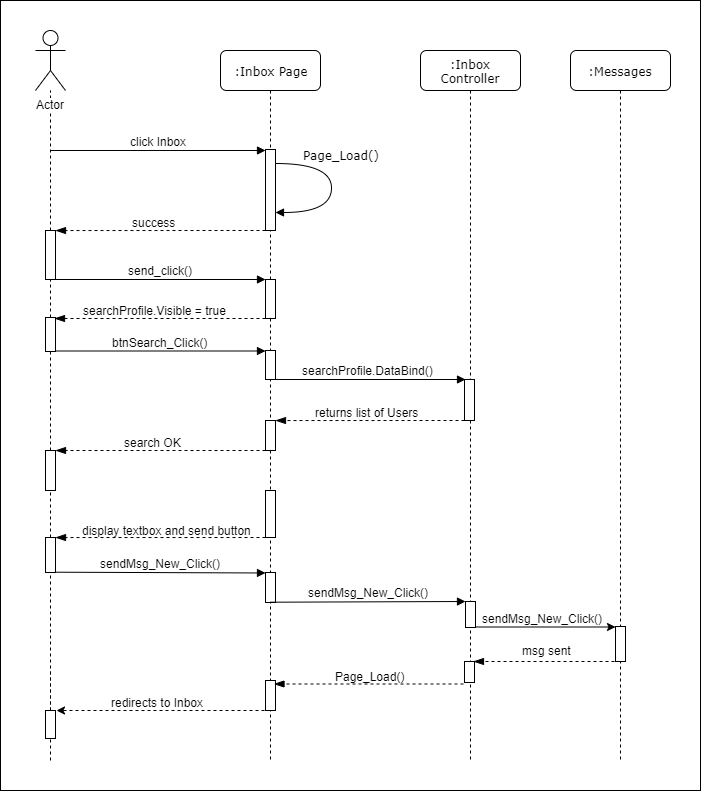 Actor
:Inbox Page
:Inbox
Controller
:Messages
click Inbox
Page_Load()
success
send_click()
searchProfile.Visible = true
btnSearch_Click()
searchProfile.DataBind()
returns list of Users
search OK
display textbox and send button
sendMsg_New_Click()
sendMsg_New_Click()
sendMsg_New_Click()
msg sent
Page_Load()
redirects to Inbox